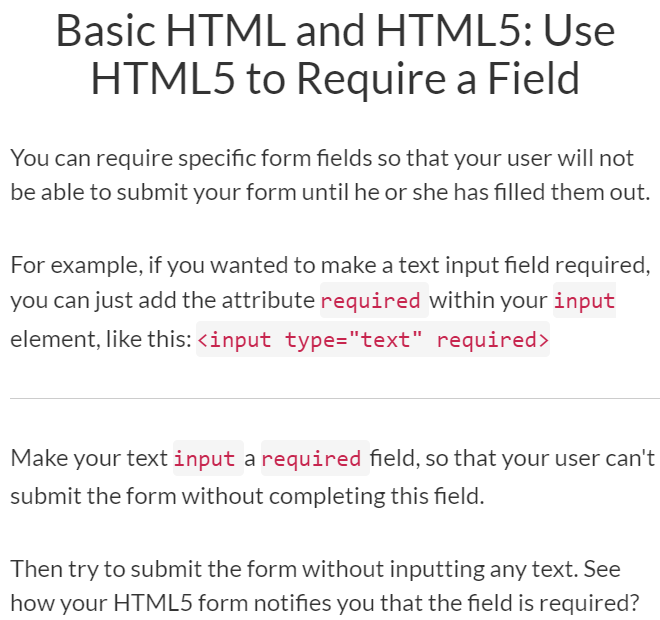 Basic HTML and HTML5: Use
HTML5 to Require a Field
You can require specific form fields so that your user will not
be able to submit your form until he or she has filled them out.
For example, if you wanted to make a text input field required,
you can just add the attribute required within your input
element, like this: <input type="text" required>
Make your text input a required field, so that your user can't
submit the form without completing this field.
Then try to submit the form without inputting any text. See
how your HTML5 form notifies you that the field is required?